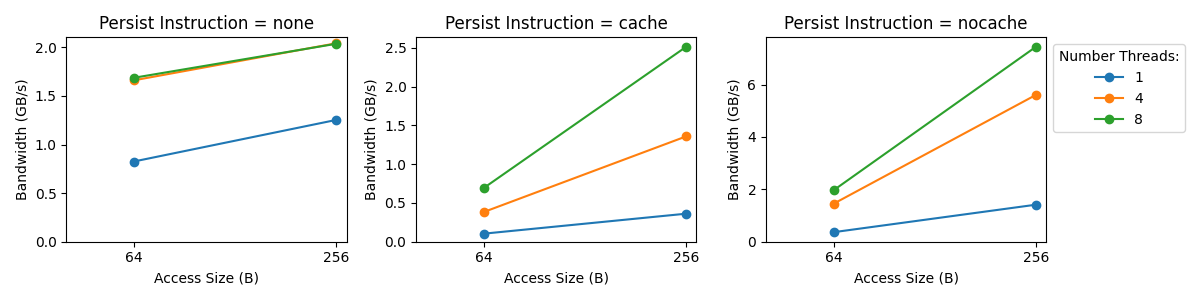 Persist Instruction = none
Bandwidth (GB/s)
2.0
1.5
1.0
0.5
0.0
64
256
Access Size (B)
Persist Instruction = cache
Bandwidth (GB/s)
2.5
2.0
1.5
1.0
0.5
0.0
64
256
Access Size (B)
Persist Instruction = nocache
Bandwidth (GB/s)
6
4
2
0
64
256
Access Size (B)
Number Threads:
1
4
8